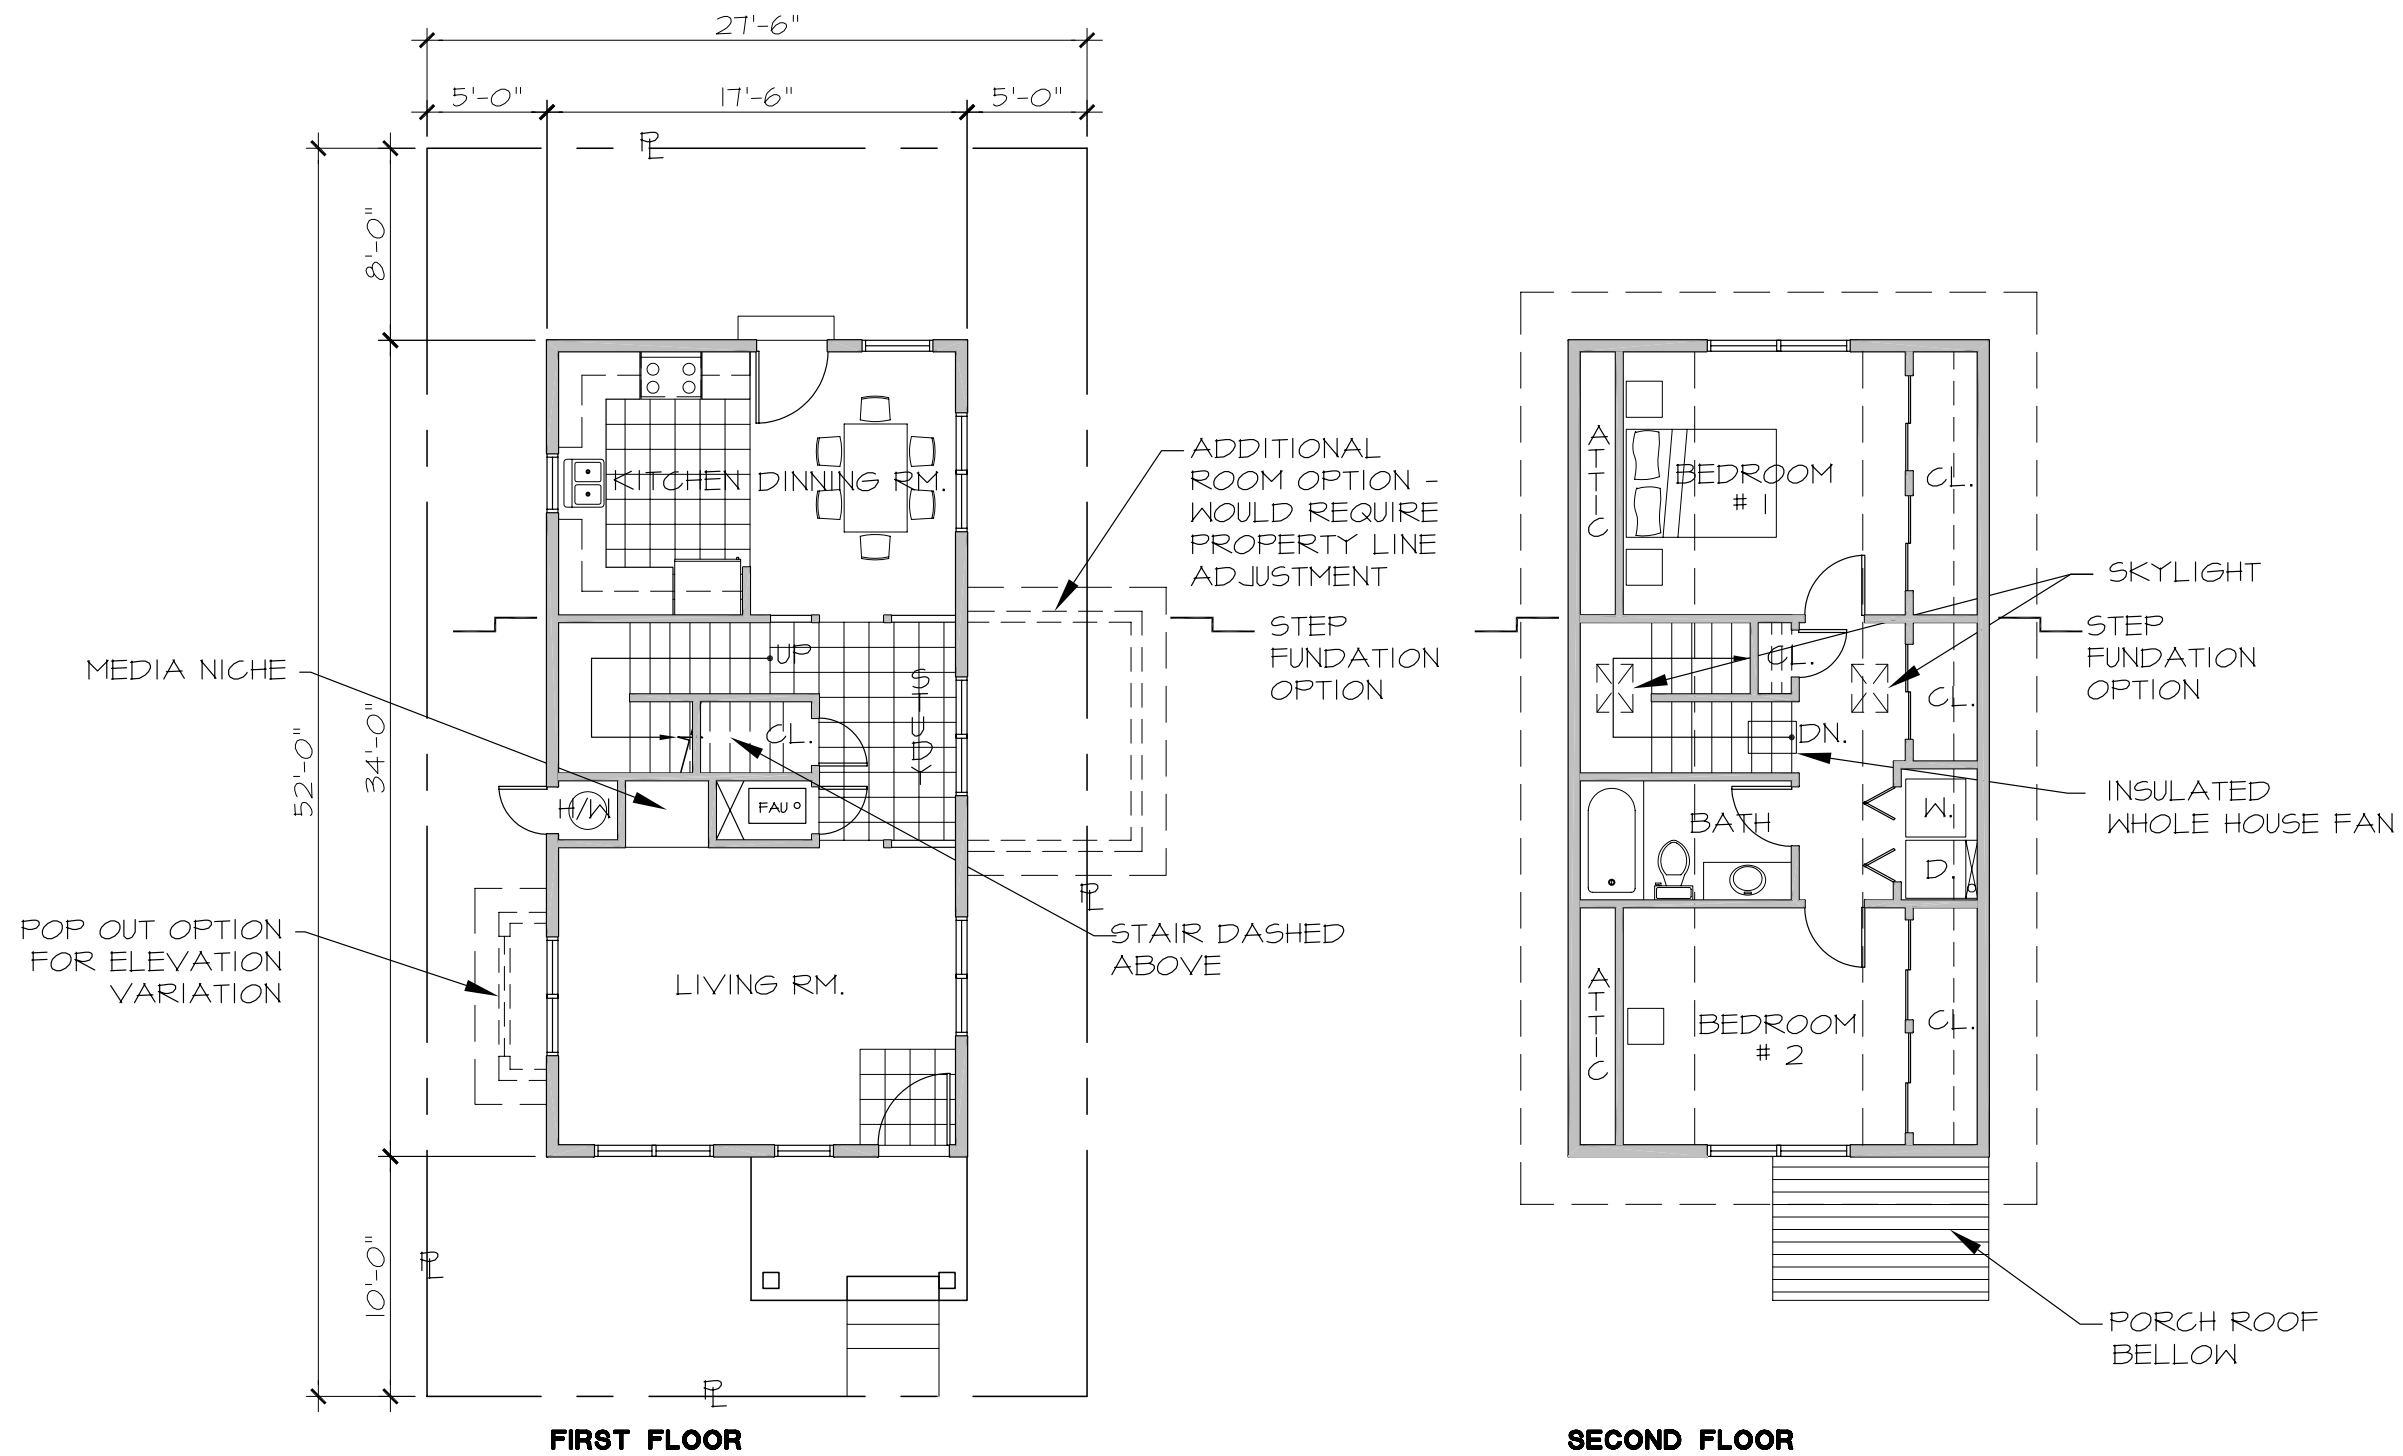 27'-6"
5'-0"
17'-6"
5'-0"
PL
8'-0"
34'-0"
52'-0"
10'-0"
KITCHEN
DINNING RM.
ADDITIONAL
ROOM OPTION -
WOULD REQUIRE
PROPERTY LINE
ADJUSTMENT
STEP
FUNDATION
OPTION
UP
STUDY
CL.
MEDIA NICHE
H/W
FAU
PL
STAIR DASHED
ABOVE
POP OUT OPTION
FOR ELEVATION
VARIATION
LIVING RM.
PL
PL
FIRST FLOOR
ATTIC
BEDROOM
# 1
CL.
SKYLIGHT
STEP
FUNDATION
OPTION
CL.
CL.
DN.
INSULATED
WHOLE HOUSE FAN
BATH
W.
D.
ATTIC
BEDROOM
# 2
CL.
PORCH ROOF
BELLOW
SECOND FLOOR